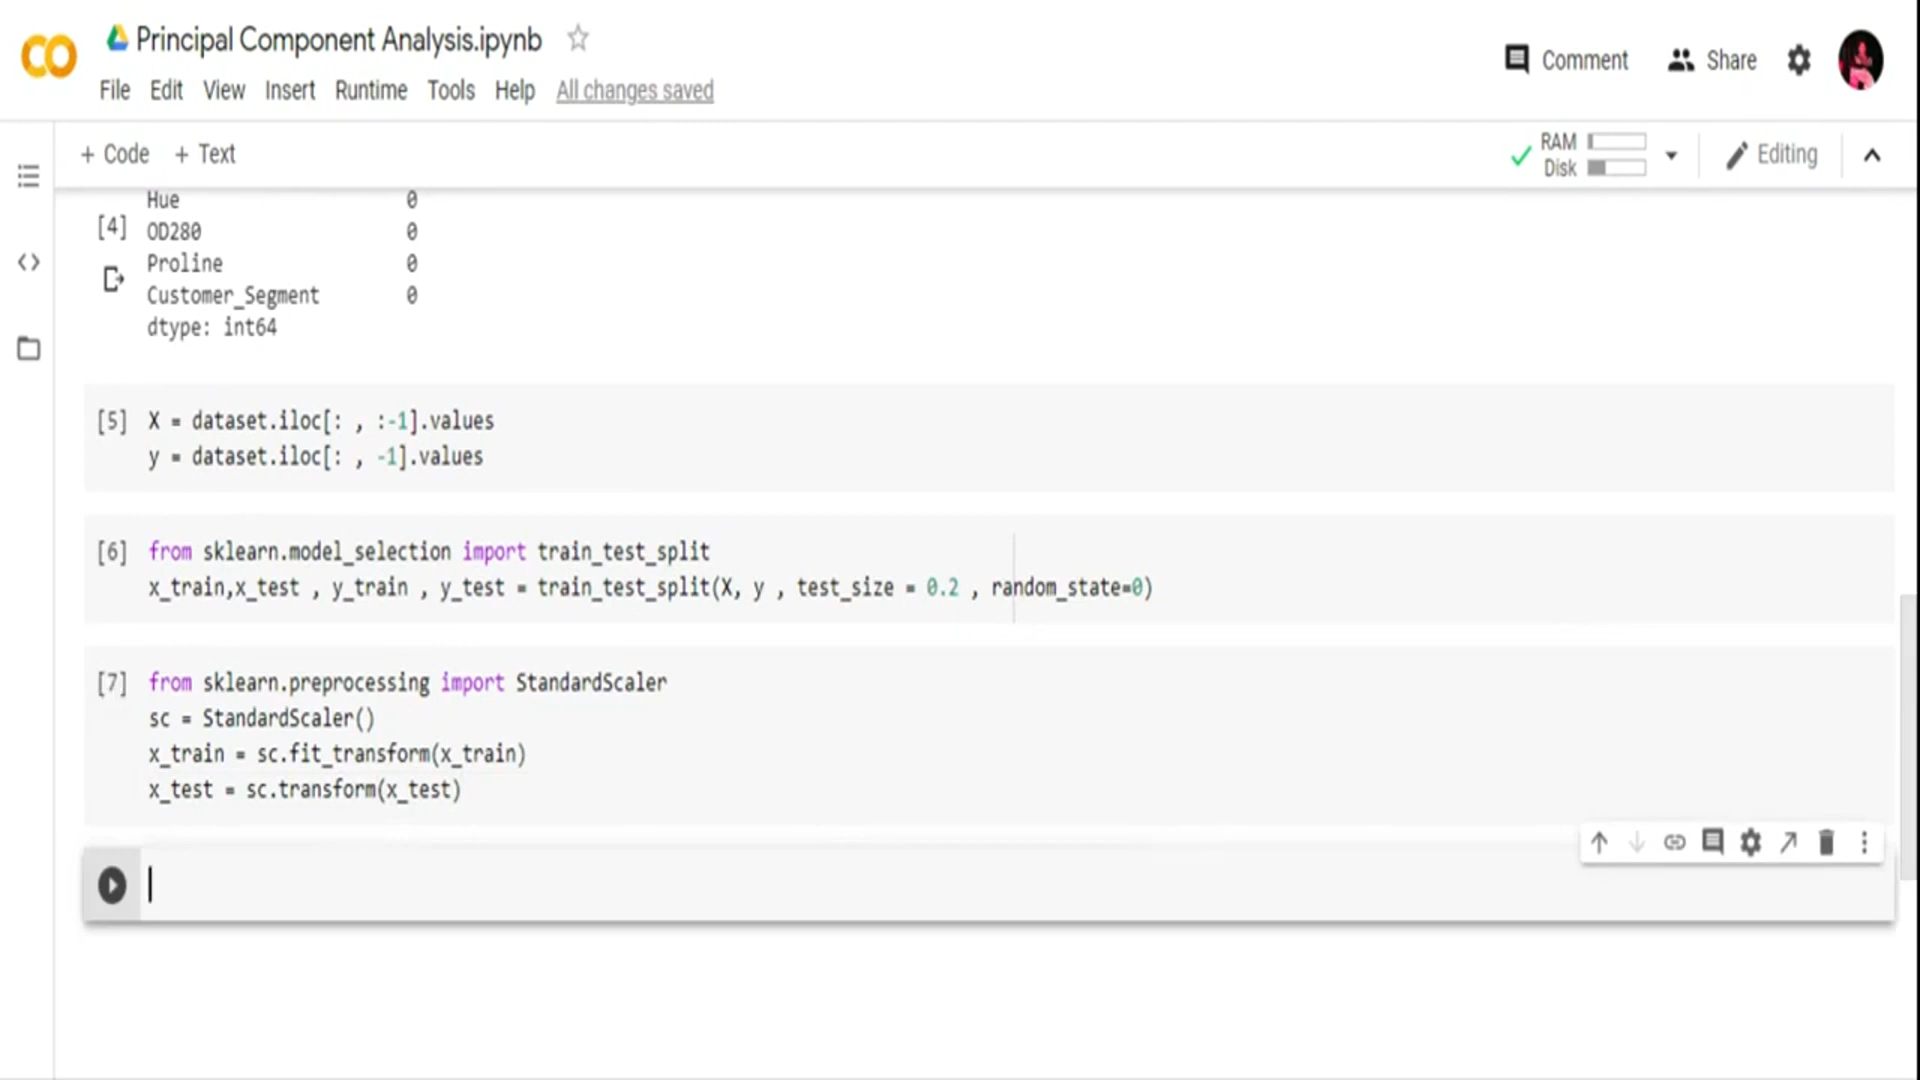 Principal Component Analysis.ipynb
Comment
Share
File Edit View Insert Runtime Tools Help All changes saved
+ Code + Text
RAM
Disk
Editing
Hue 0
[4] OD280 0
Proline 0
Customer_Segment 0
dtype: int64
[5] X = dataset.iloc[: , :-1].values
y = dataset.iloc[: , -1].values
[6] from sklearn.model_selection import train_test_split
x_train,x_test , y_train , y_test = train_test_split(X, y , test_size = 0.2 , random_state=0)
[7] from sklearn.preprocessing import StandardScaler
sc = StandardScaler()
x_train = sc.fit_transform(x_train)
x_test = sc.transform(x_test)